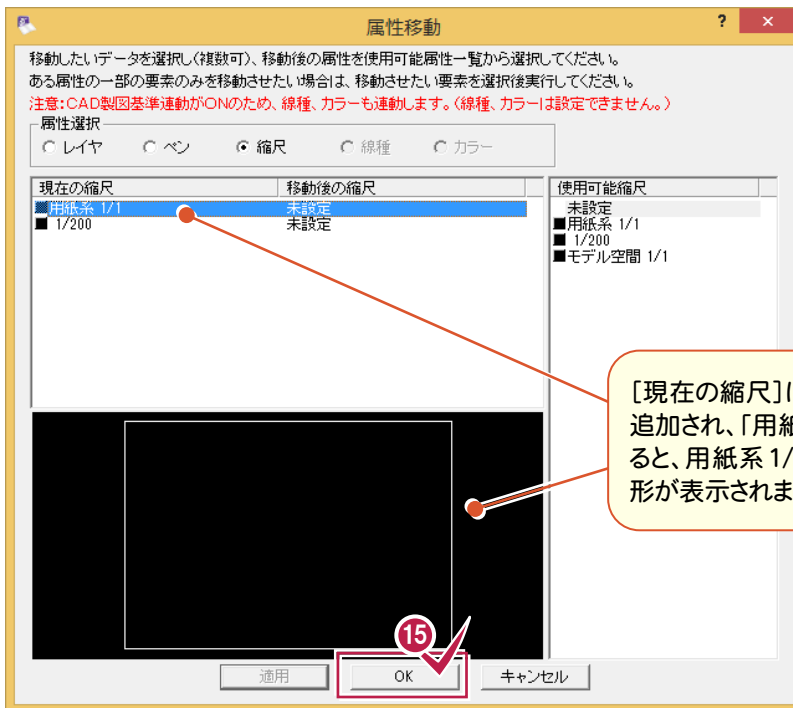 属性移動
? ×
移動したいデータを選択し(複数可)、移動後の属性を使用可能属性一覧から選択してください。
ある属性の一部の要素のみを移動させたい場合は、移動させたい要素を選択後実行してください。
注意:CAD製図基準連動がONのため、線種、カラーも連動します。(線種、カラーは設定できません。)
属性選択
レイヤ ペン 縮尺 線種 カラー
現在の縮尺 移動後の縮尺 使用可能縮尺
用紙系 1/1 未設定
1/200 未設定
未設定
用紙系 1/1
1/200
モデル空間 1/1
[現在の縮尺]に
追加され、「用紙
ると、用紙系1/
形が表示されま
15
適用 OK キャンセル